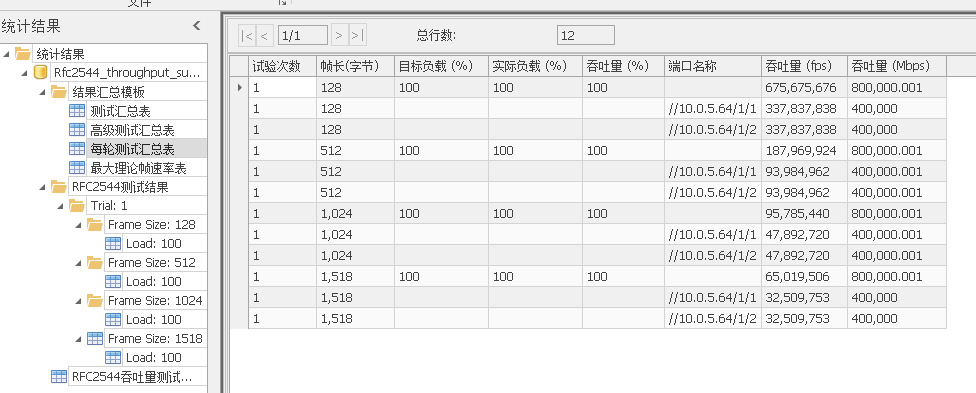 文件
统计结果
统计结果
Rfc2544_throughput_su...
结果汇总模板
测试汇总表
高级测试汇总表
每轮测试汇总表
最大理论帧速率表
RFC2544测试结果
Trial: 1
Frame Size: 128
Load: 100
Frame Size: 512
Load: 100
Frame Size: 1024
Load: 100
Frame Size: 1518
Load: 100
RFC2544吞吐量测试...
|< < 1/1 > >| 总行数: 12
试验次数 帧长(字节) 目标负载 (%) 实际负载 (%) 吞吐量 (%) 端口名称 吞吐量 (fps) 吞吐量 (Mbps)
1 128 100 100 100 675,675,676 800,000.001
1 128 //10.0.5.64/1/1 337,837,838 400,000
1 128 //10.0.5.64/1/2 337,837,838 400,000
1 512 100 100 100 187,969,924 800,000.001
1 512 //10.0.5.64/1/1 93,984,962 400,000.001
1 512 //10.0.5.64/1/2 93,984,962 400,000.001
1 1,024 100 100 100 95,785,440 800,000.001
1 1,024 //10.0.5.64/1/1 47,892,720 400,000.001
1 1,024 //10.0.5.64/1/2 47,892,720 400,000.001
1 1,518 100 100 100 65,019,506 800,000.001
1 1,518 //10.0.5.64/1/1 32,509,753 400,000
1 1,518 //10.0.5.64/1/2 32,509,753 400,000